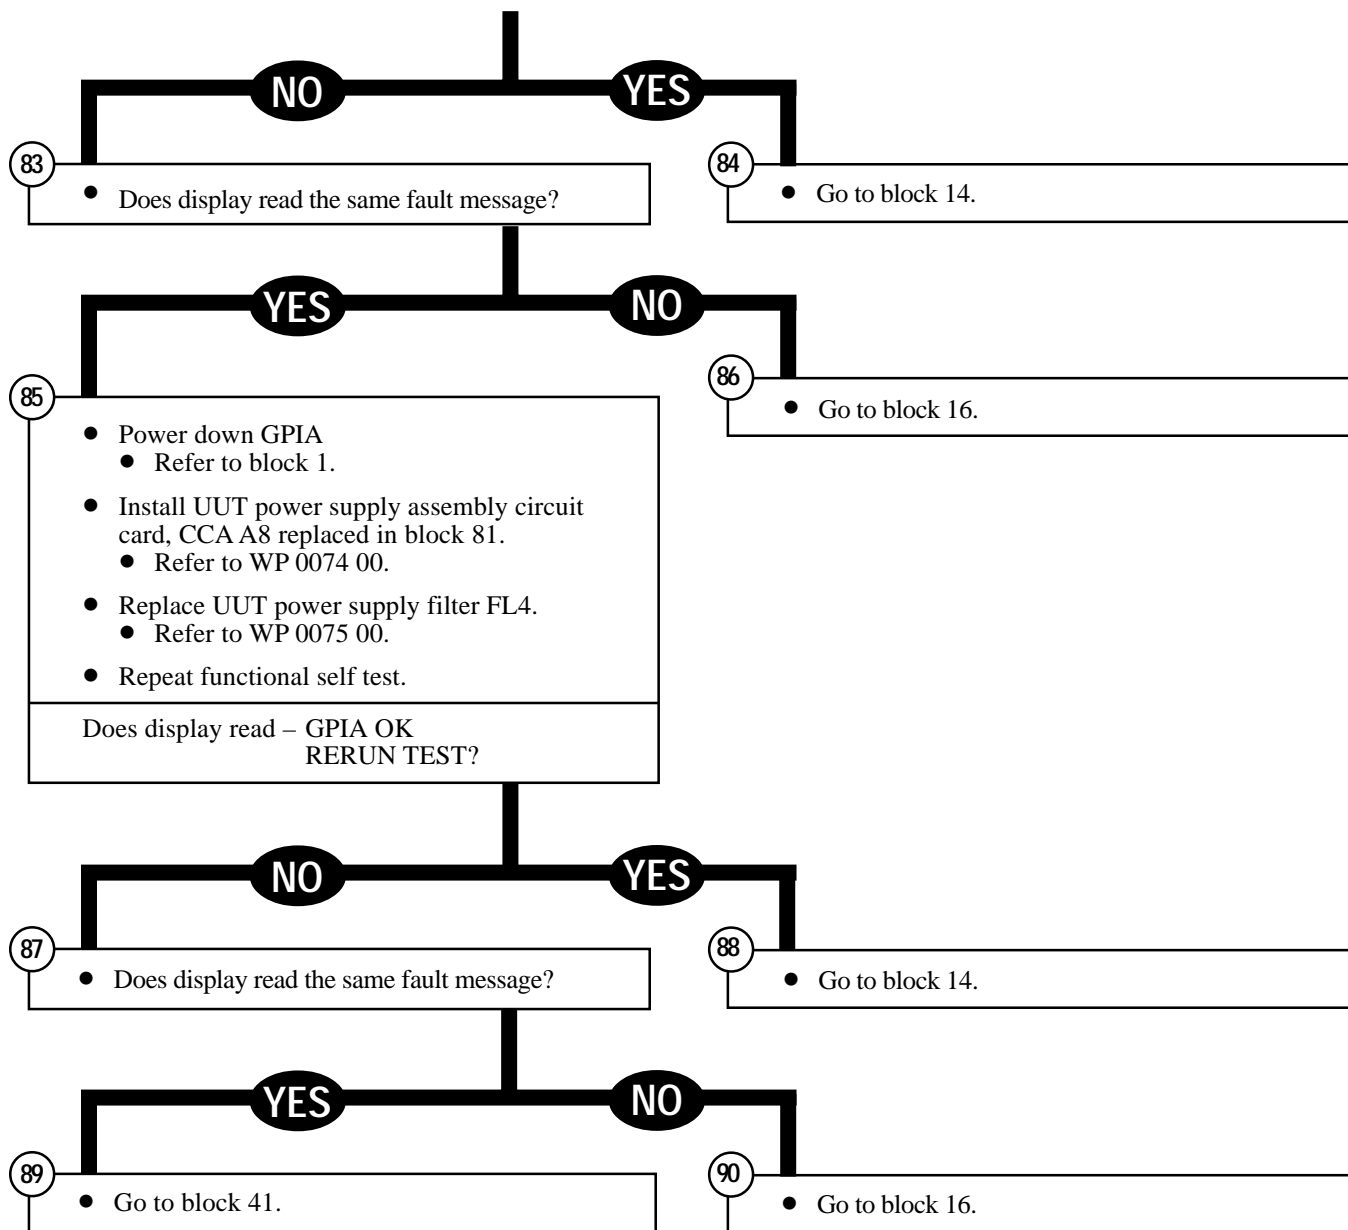 NO
YES
83
• Does display read the same fault message?
84
• Go to block 14.
YES
NO
85
• Power down GPIA
• Refer to block 1.
• Install UUT power supply assembly circuit
card, CCA A8 replaced in block 81.
• Refer to WP 0074 00.
• Replace UUT power supply filter FL4.
• Refer to WP 0075 00.
• Repeat functional self test.
Does display read – GPIA OK
RERUN TEST?
86
• Go to block 16.
NO
YES
87
• Does display read the same fault message?
88
• Go to block 14.
YES
NO
89
• Go to block 41.
90
• Go to block 16.